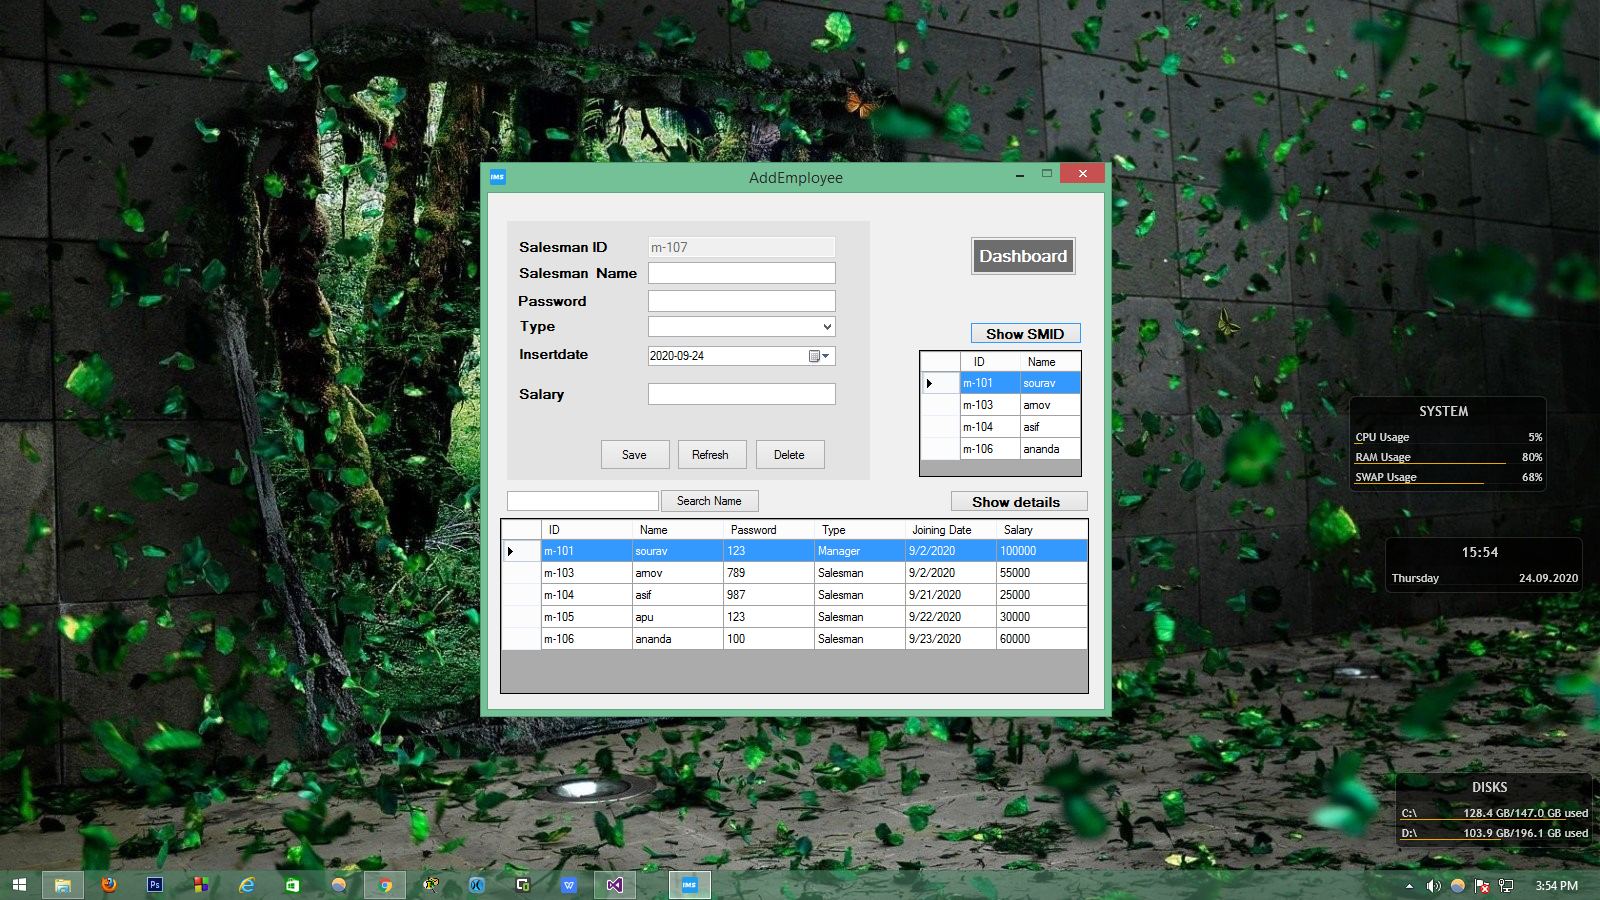 IMS
AddEmployee
Salesman ID m-107
Salesman Name
Password
Type
Insertdate 2020-09-24
Salary
Save Refresh Delete
Dashboard
Show SMID
ID Name
m-101 sourav
m-103 arnov
m-104 asif
m-106 ananda
Search Name
Show details
ID Name Password Type Joining Date Salary
m-101 sourav 123 Manager 9/2/2020 100000
m-103 arnov 789 Salesman 9/2/2020 55000
m-104 asif 987 Salesman 9/21/2020 25000
m-105 apu 123 Salesman 9/22/2020 30000
m-106 ananda 100 Salesman 9/23/2020 60000
SYSTEM
CPU Usage 5%
RAM Usage 80%
SWAP Usage 68%
15:54
Thursday 24.09.2020
DISKS
C:\ 128.4 GB/147.0 GB used
D:\ 103.9 GB/196.1 GB used
Ps
IMS
3:54 PM